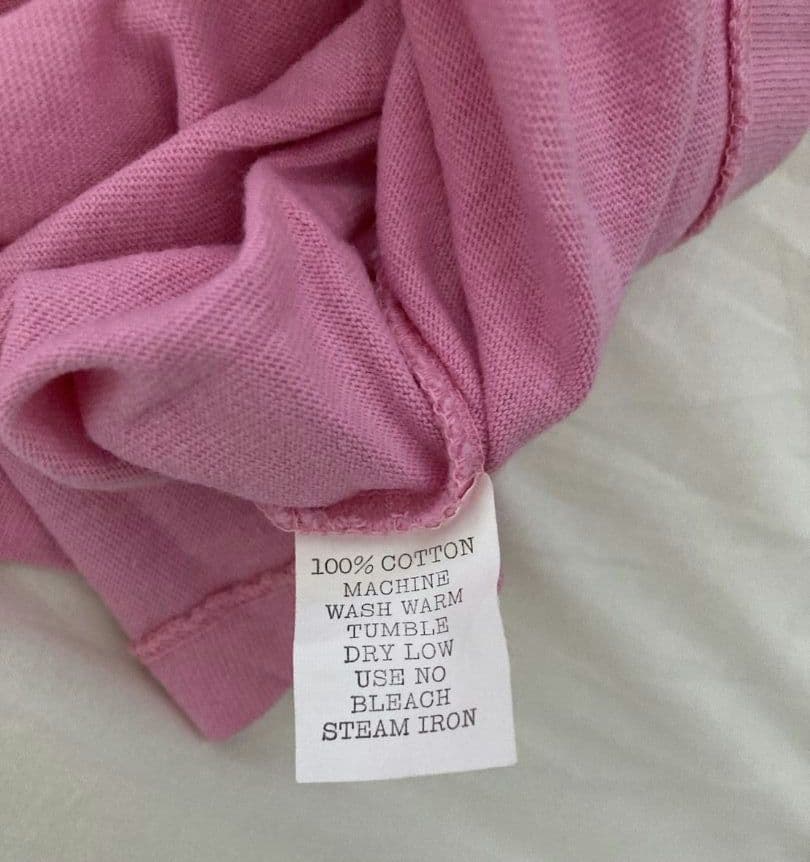 100% COTTON
MACHINE
WASH WARM
TUMBLE
DRY LOW
USE NO
BLEACH
STEAM IRON